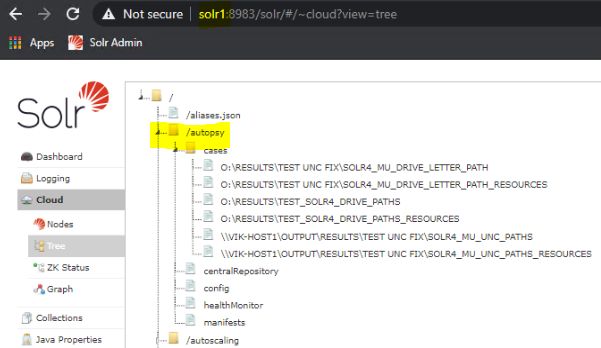 Not secure | solr1:8983/solr/#/~cloud?view=tree
Apps Solr Admin
Solr
Dashboard
Logging
Cloud
Nodes
Tree
ZK Status
Graph
Collections
Java Properties
/
/aliases.json
/autopsy
cases
O:\RESULTS\TEST UNC FIX\SOLR4_MU_DRIVE_LETTER_PATH
O:\RESULTS\TEST UNC FIX\SOLR4_MU_DRIVE_LETTER_PATH_RESOURCES
O:\RESULTS\TEST_SOLR4_DRIVE_PATHS
O:\RESULTS\TEST_SOLR4_DRIVE_PATHS_RESOURCES
\\VIK-HOST1\OUTPUT\RESULTS\TEST UNC FIX\SOLR4_MU_UNC_PATHS
\\VIK-HOST1\OUTPUT\RESULTS\TEST UNC FIX\SOLR4_MU_UNC_PATHS_RESOURCES
centralRepository
config
healthMonitor
manifests
/autoscaling